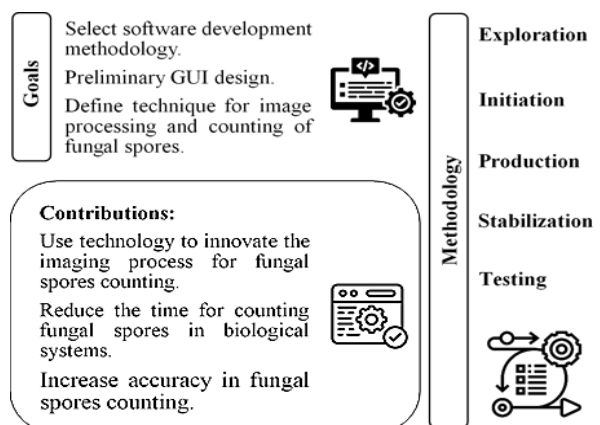 Goals
Select software development
methodology.
Preliminary GUI design.
Define technique for image
processing and counting of
fungal spores.
Contributions:
Use technology to innovate the
imaging process for fungal
spores counting.
Reduce the time for counting
fungal spores in biological
systems.
Increase accuracy in fungal
spores counting.
Methodology
Exploration
Initiation
Production
Stabilization
Testing